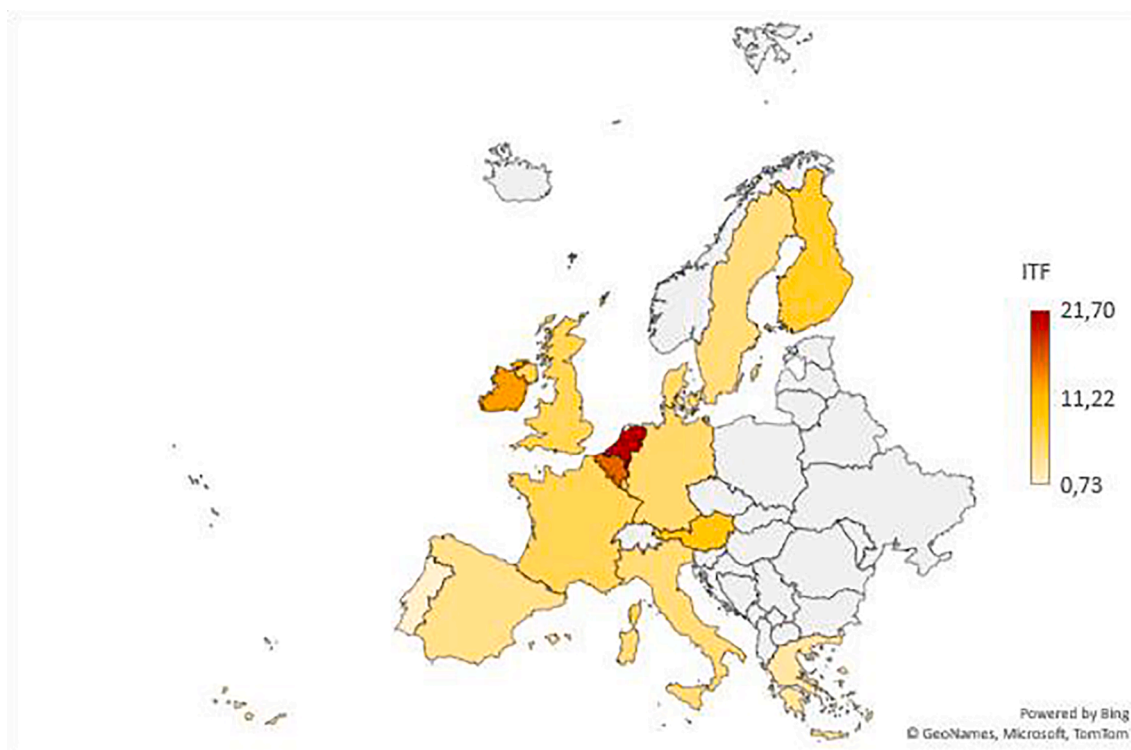 ITF
21,70
11,22
0,73
Powered by Bing
© GeoNames, Microsoft, TomTom